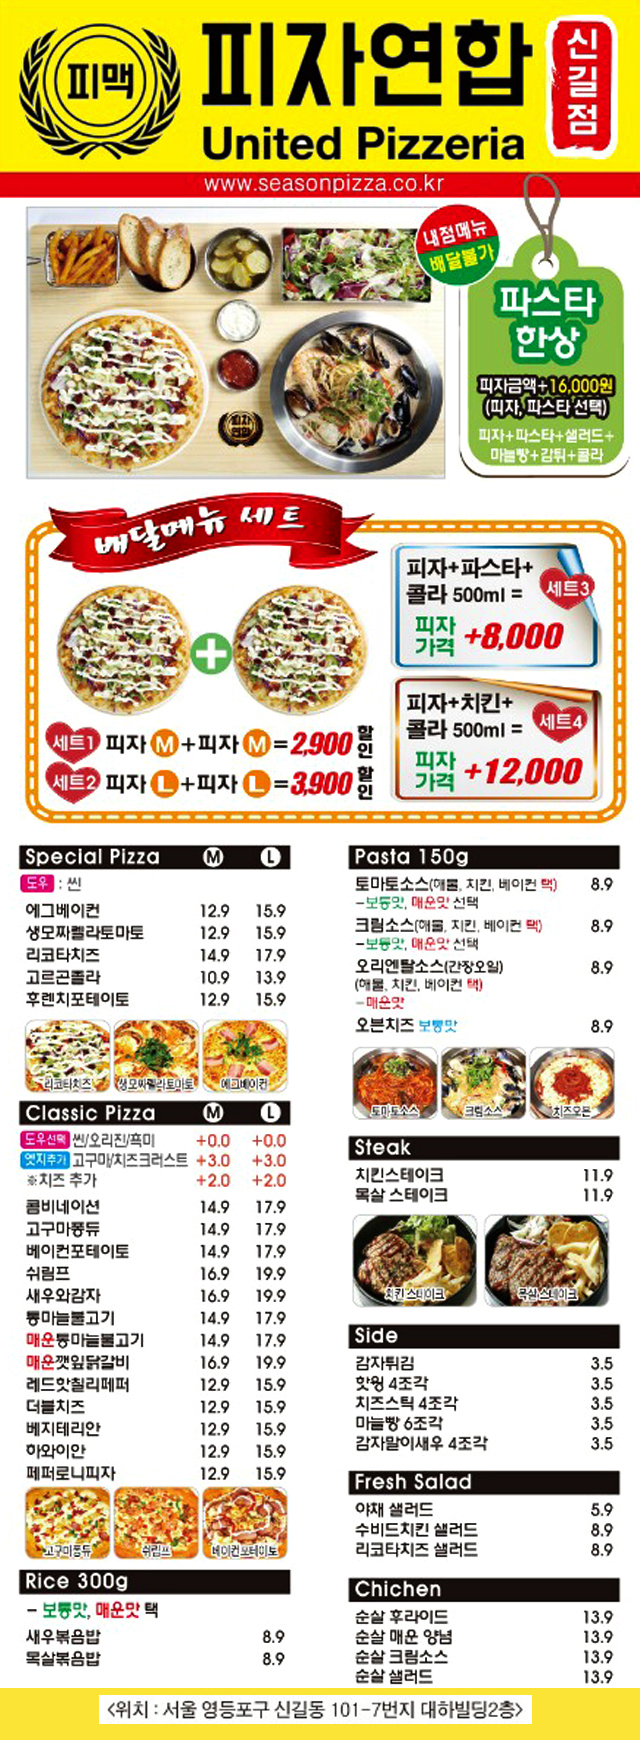 피맥
피자연합
신길점
United Pizzeria
www.seasonpizza.co.kr
내점메뉴
배달불가
파스타
한상
피자금액+16,000원
(피자, 파스타 선택)
피자+파스타+샐러드+
마늘빵+감튀+콜라
피자
연합
배달메뉴 세트
피자+파스타+
콜라 500ml =
세트3
피자
가격 +8,000
피자+치킨+
콜라 500ml =
세트4
피자
가격 +12,000
세트1 피자 M + 피자 M = 2,900 할인
세트2 피자 L + 피자 L = 3,900 할인
Special Pizza M L
도우 : 씬
에그베이컨 12.9 15.9
생모짜렐라토마토 12.9 15.9
리코타치즈 14.9 17.9
고르곤졸라 10.9 13.9
후렌치포테이토 12.9 15.9
리코타치즈 생모짜렐라토마토 에그베이컨
Classic Pizza M L
도우선택 씬/오리진/흑미 +0.0 +0.0
엣지추가 고구마/치즈크러스트 +3.0 +3.0
※치즈 추가 +2.0 +2.0
콤비네이션 14.9 17.9
고구마퐁듀 14.9 17.9
베이컨포테이토 14.9 17.9
쉬림프 16.9 19.9
새우와감자 16.9 19.9
통마늘불고기 14.9 17.9
매운통마늘불고기 14.9 17.9
매운깻잎닭갈비 16.9 19.9
레드핫칠리페퍼 12.9 15.9
더블치즈 12.9 15.9
베지테리안 12.9 15.9
하와이안 12.9 15.9
페퍼로니피자 12.9 15.9
고구마퐁듀 쉬림프 베이컨포테이토
Rice 300g
- 보통맛, 매운맛 택
새우볶음밥 8.9
목살볶음밥 8.9
Pasta 150g
토마토소스(해물, 치킨, 베이컨 택) 8.9
-보통맛, 매운맛 선택
크림소스(해물, 치킨, 베이컨 택) 8.9
-보통맛, 매운맛 선택
오리엔탈소스(간장오일) 8.9
(해물, 치킨, 베이컨 택)
-매운맛
오븐치즈 보통맛 8.9
토마토소스 크림소스 치즈오븐
Steak
치킨스테이크 11.9
목살 스테이크 11.9
치킨 스테이크 목살 스테이크
Side
감자튀김 3.5
핫윙 4조각 3.5
치즈스틱 4조각 3.5
마늘빵 6조각 3.5
감자말이새우 4조각 3.5
Fresh Salad
야채 샐러드 5.9
수비드치킨 샐러드 8.9
리코타치즈 샐러드 8.9
Chichen
순살 후라이드 13.9
순살 매운 양념 13.9
순살 크림소스 13.9
순살 샐러드 13.9
<위치 : 서울 영등포구 신길동 101-7번지 대하빌딩2층>